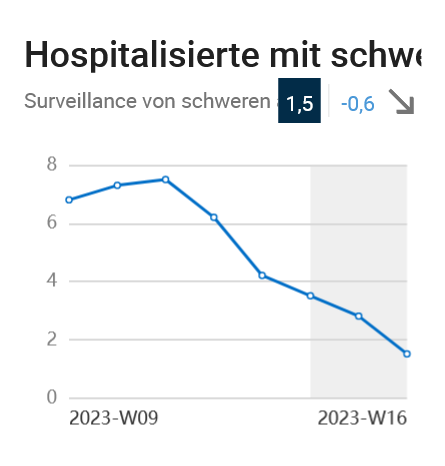 Hospitalisierte mit schwe
Surveillance von schweren
1,5
-0,6
8
6
4
2
0
2023-W09
2023-W16